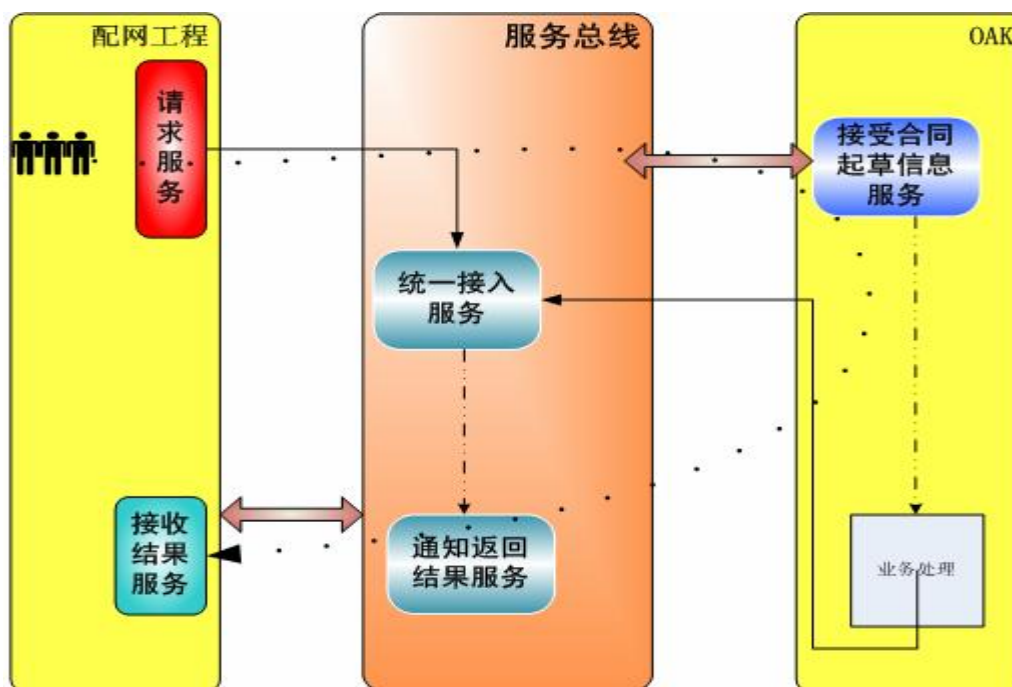 配网工程
服务总线
OAK
请
求
服
务
接受合同
起草信息
服务
统一接入
服务
接收
结果
服务
通知返回
结果服务
业务处理